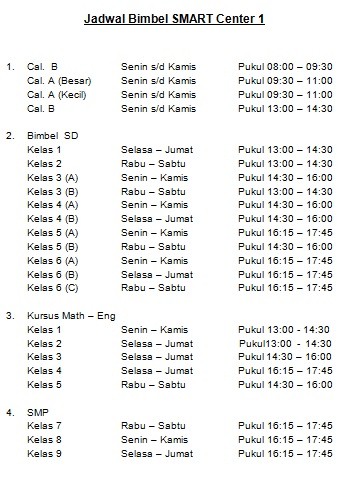 Jadwal Bimbel SMART Center 1
1. Cal. B Senin s/d Kamis Pukul 08:00 – 09:30
Cal. A (Besar) Senin s/d Kamis Pukul 09:30 – 11:00
Cal. A (Kecil) Senin s/d Kamis Pukul 09:30 – 11:00
Cal. B Senin s/d Kamis Pukul 13:00 – 14:30
2. Bimbel SD
Kelas 1 Selasa – Jumat Pukul 13:00 – 14:30
Kelas 2 Rabu – Sabtu Pukul 13:00 – 14:30
Kelas 3 (A) Senin – Kamis Pukul 14:30 – 16:00
Kelas 3 (B) Rabu – Sabtu Pukul 13:00 – 14:30
Kelas 4 (A) Senin – Kamis Pukul 14:30 – 16:00
Kelas 4 (B) Selasa – Jumat Pukul 14:30 – 16:00
Kelas 5 (A) Senin – Kamis Pukul 16:15 – 17:45
Kelas 5 (B) Rabu – Sabtu Pukul 14:30 – 16:00
Kelas 6 (A) Senin – Kamis Pukul 16:15 – 17:45
Kelas 6 (B) Selasa – Jumat Pukul 16:15 – 17:45
Kelas 6 (C) Rabu – Sabtu Pukul 16:15 – 17:45
3. Kursus Math – Eng
Kelas 1 Senin – Kamis Pukul 13:00 - 14:30
Kelas 2 Selasa – Jumat Pukul13:00 - 14:30
Kelas 3 Selasa – Jumat Pukul 14:30 – 16:00
Kelas 4 Selasa – Jumat Pukul 16:15 – 17:45
Kelas 5 Rabu – Sabtu Pukul 14:30 – 16:00
4. SMP
Kelas 7 Rabu – Sabtu Pukul 16:15 – 17:45
Kelas 8 Senin – Kamis Pukul 16:15 – 17:45
Kelas 9 Selasa – Jumat Pukul 16:15 – 17:45